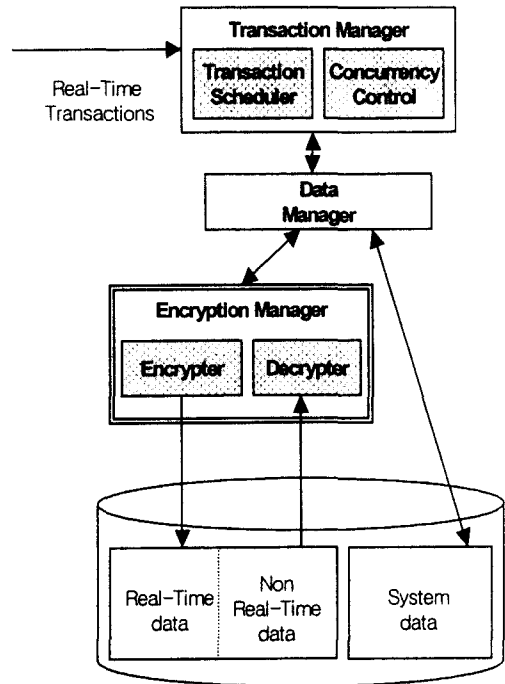 Transaction Manager
Real-Time
Transactions
Transaction
Scheduler
Concurrency
Control
Data
Manager
Encryption Manager
Encrypter
Decrypter
Real-Time
data
Non
Real-Time
data
System
data